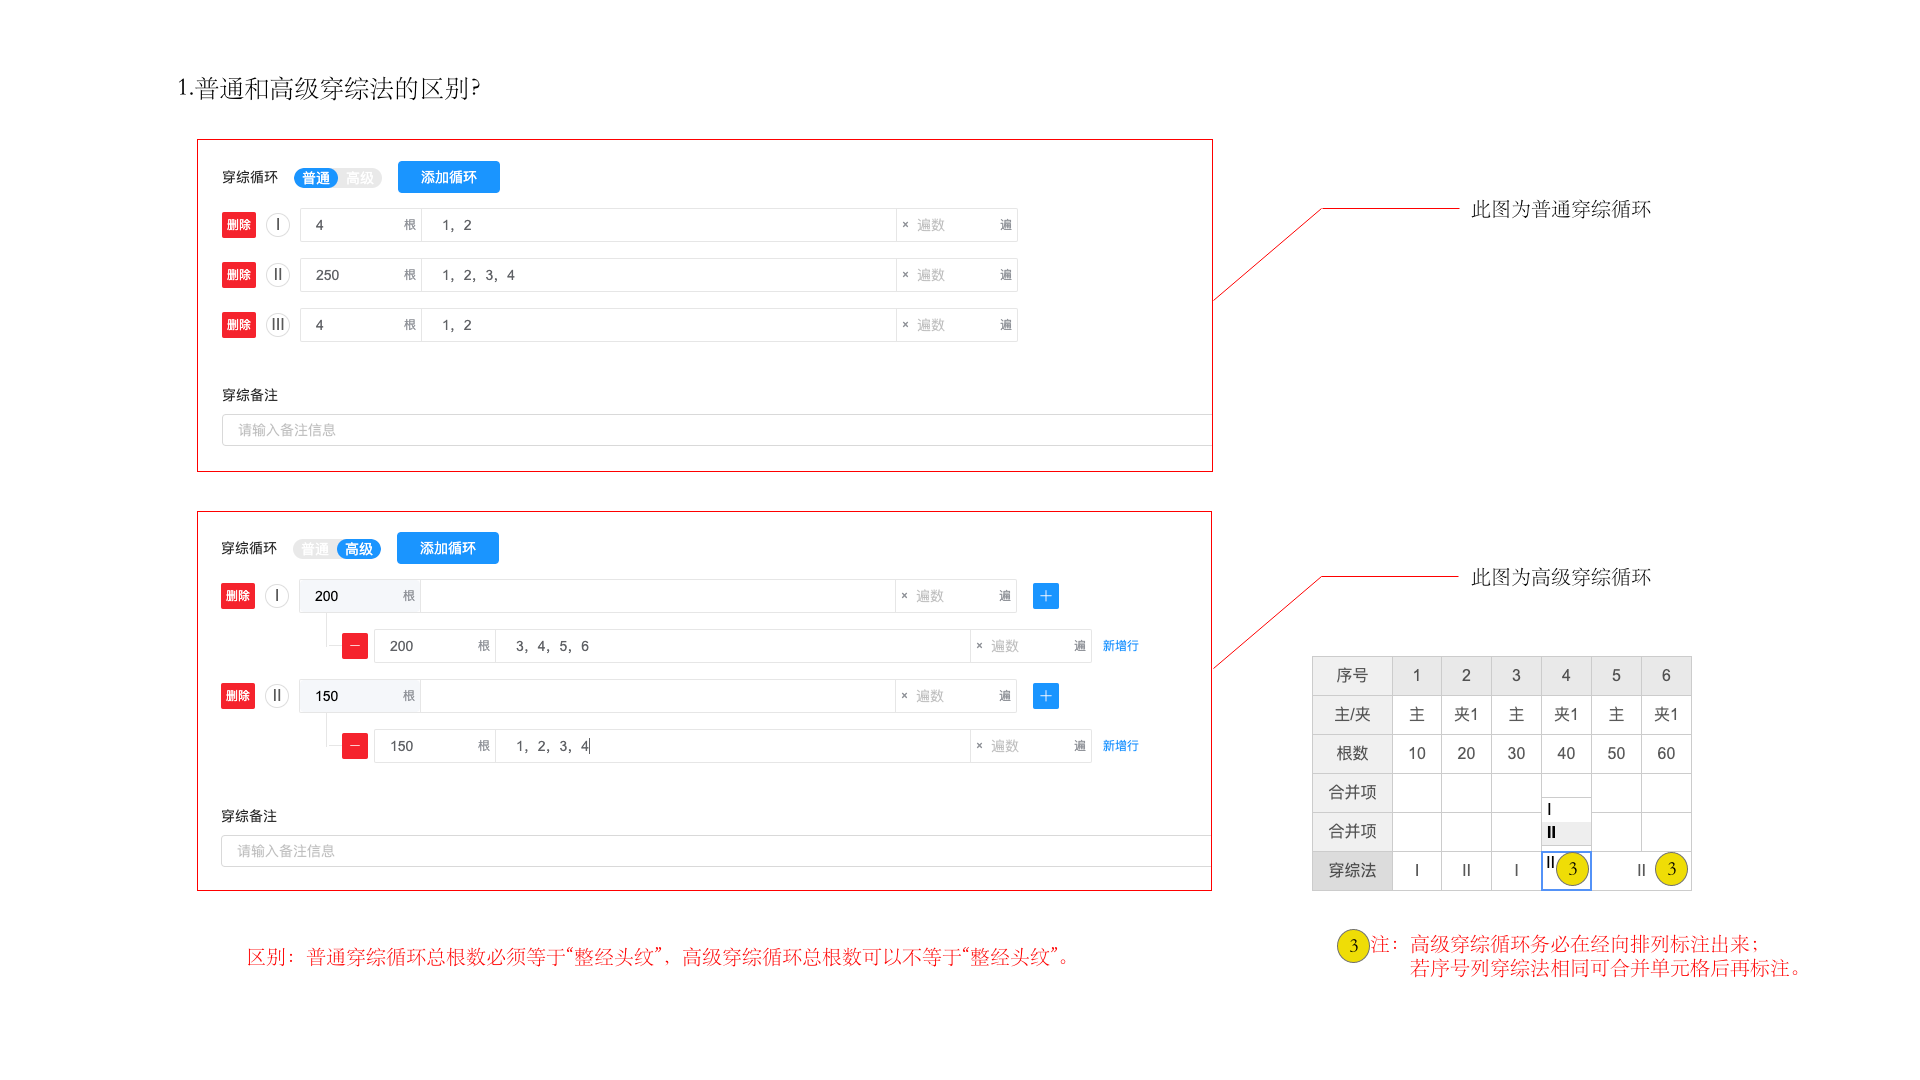 1.普通和高级穿综法的区别?
穿综循环 普通 高级 添加循环
删除 I 4 根 1, 2 × 遍数 遍
删除 II 250 根 1, 2, 3, 4 × 遍数 遍
删除 III 4 根 1, 2 × 遍数 遍
穿综备注
请输入备注信息
此图为普通穿综循环
穿综循环 普通 高级 添加循环
删除 I 200 根 × 遍数 遍 +
− 200 根 3, 4, 5, 6 × 遍数 遍 新增行
删除 II 150 根 × 遍数 遍 +
− 150 根 1, 2, 3, 4 × 遍数 遍 新增行
穿综备注
请输入备注信息
此图为高级穿综循环
序号 1 2 3 4 5 6
主/夹 主 夹1 主 夹1 主 夹1
根数 10 20 30 40 50 60
合并项
I
合并项 II
穿综法 I II I II 3 II 3
区别：普通穿综循环总根数必须等于“整经头纹”，高级穿综循环总根数可以不等于“整经头纹”。
3 注：高级穿综循环务必在经向排列标注出来；
若序号列穿综法相同可合并单元格后再标注。